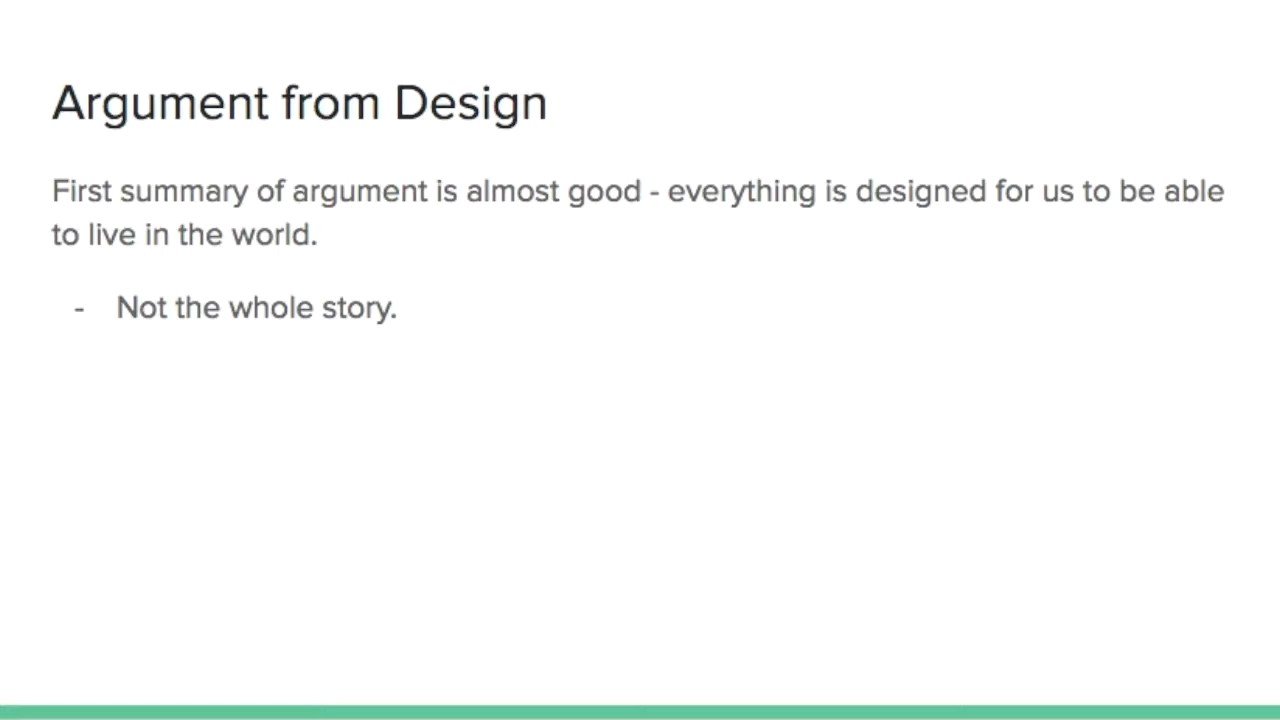 Argument from Design
First summary of argument is almost good - everything is designed for us to be able
to live in the world.
- Not the whole story.